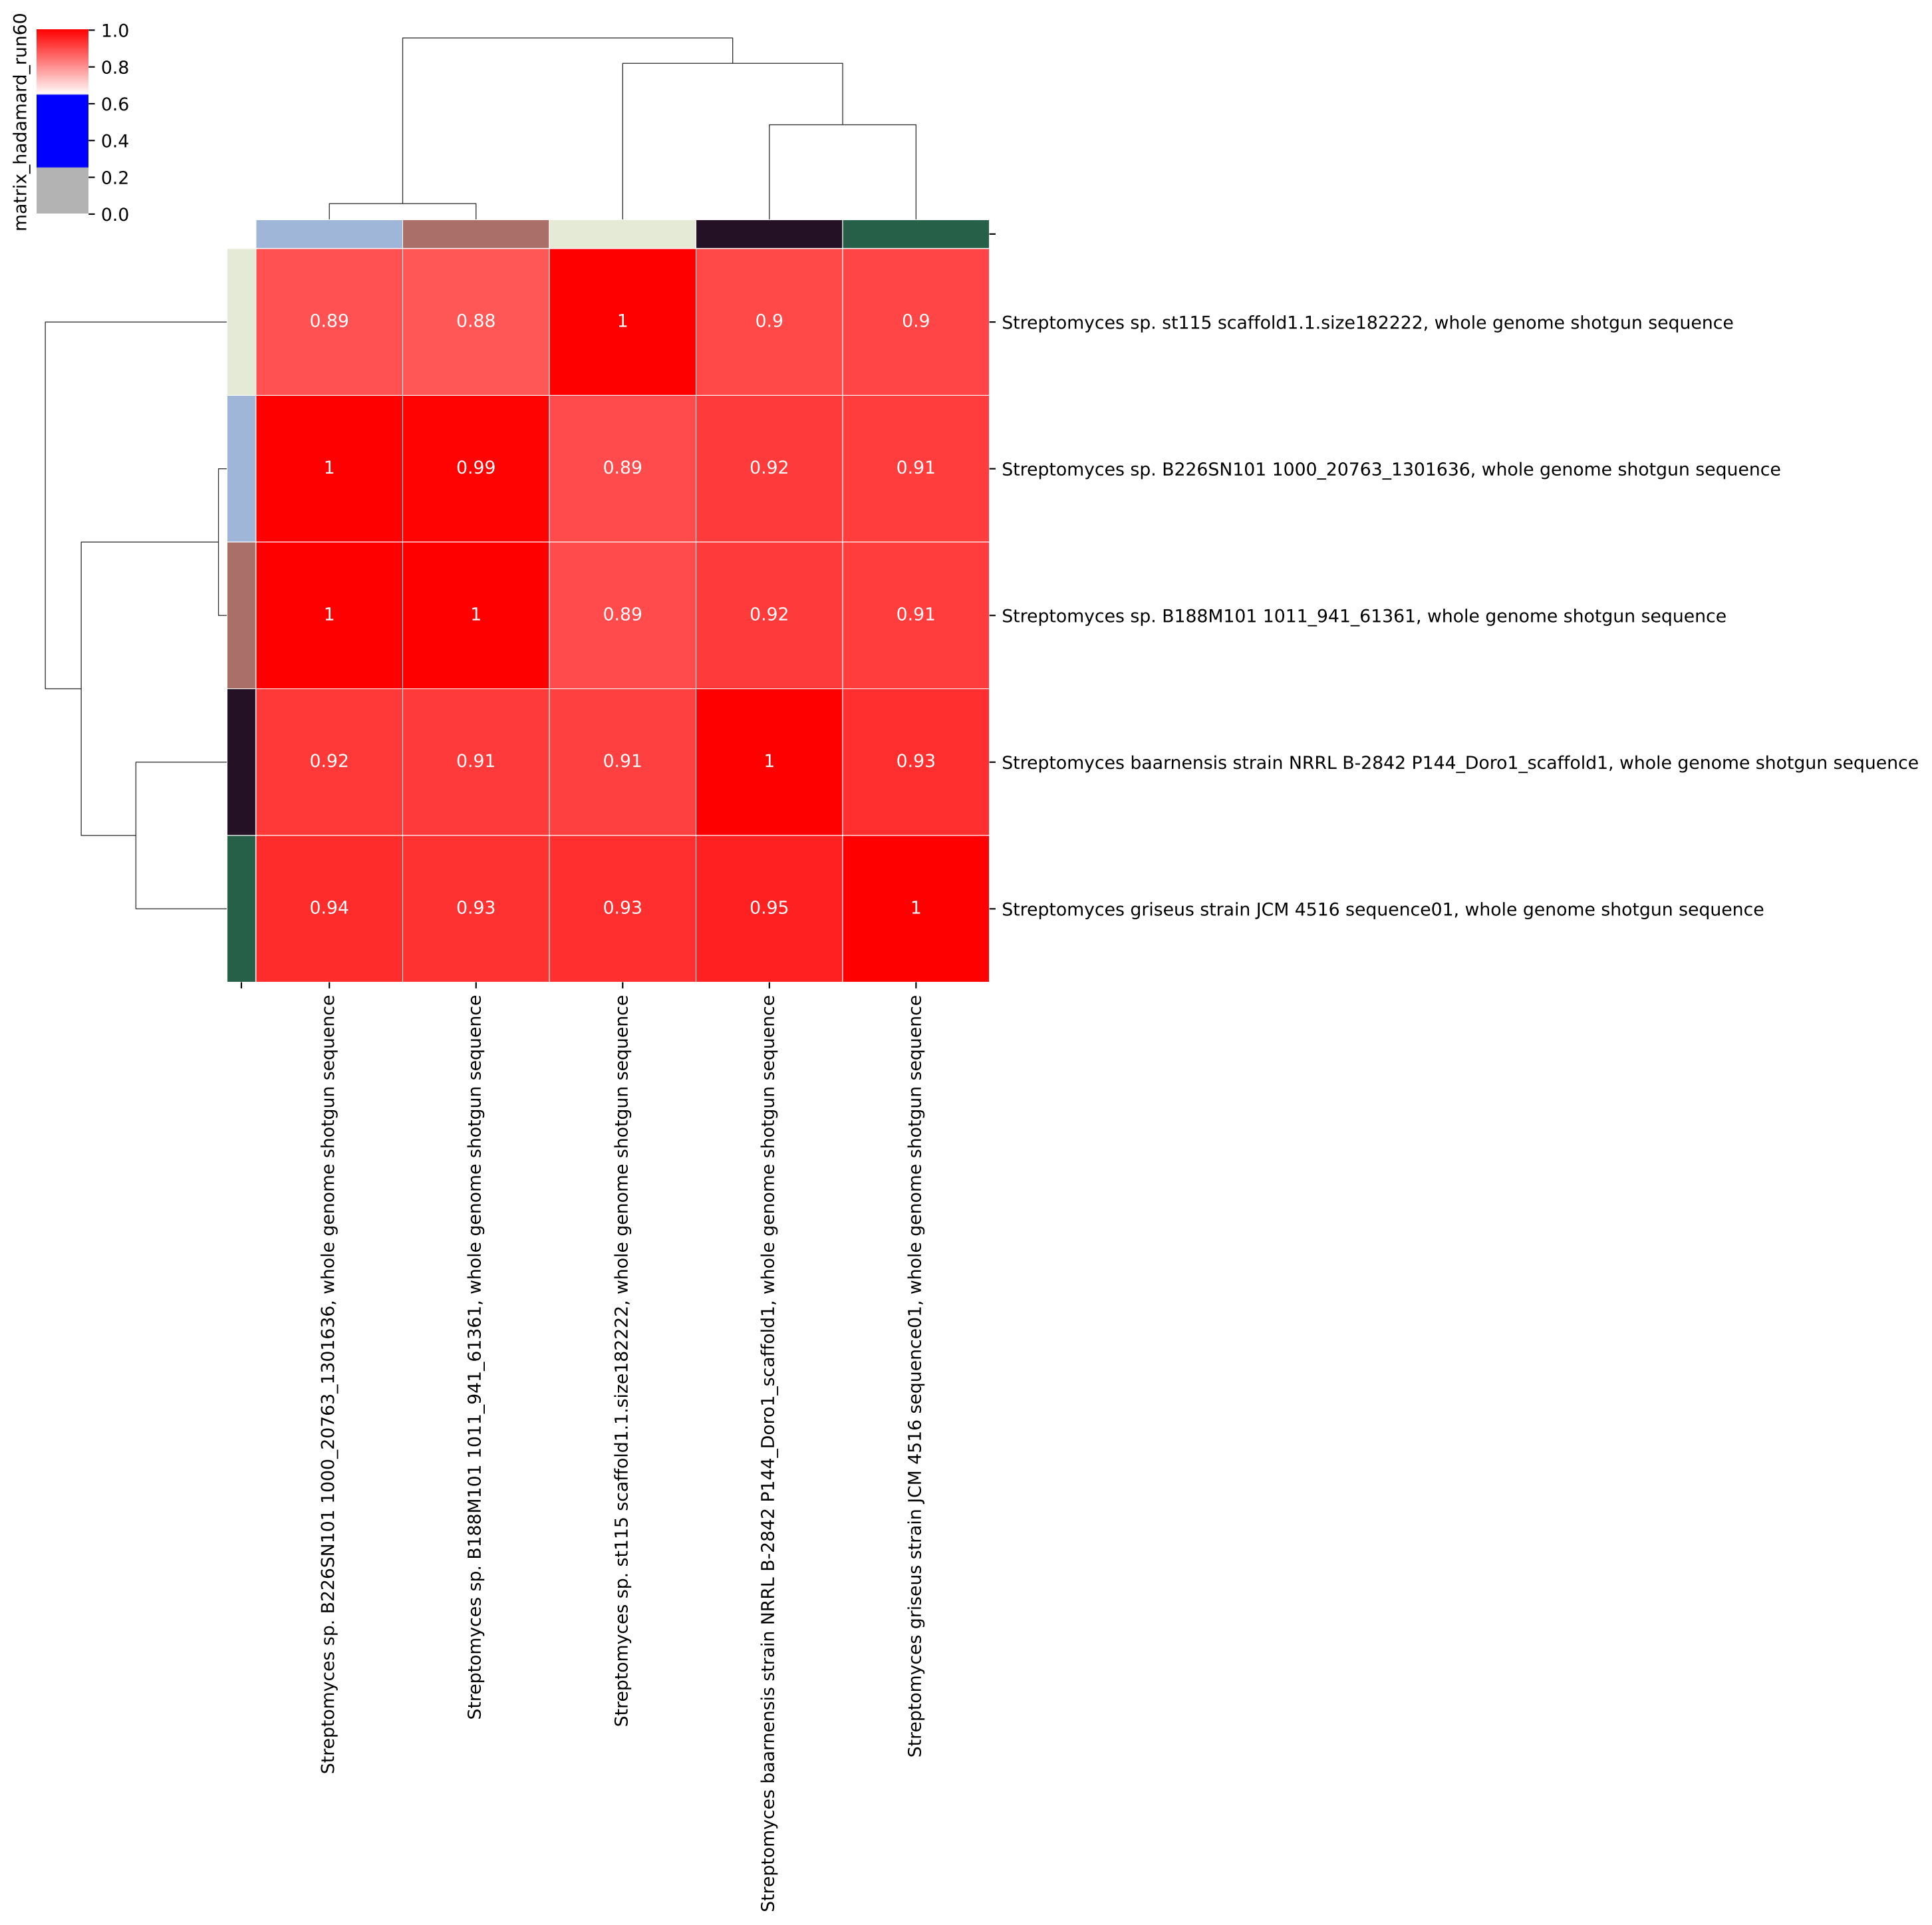 matrix_hadamard_run60
1.0
0.8
0.6
0.4
0.2
0.0
0.89 0.88 1 0.9 0.9 Streptomyces sp. st115 scaffold1.1.size182222, whole genome shotgun sequence
1 0.99 0.89 0.92 0.91 Streptomyces sp. B226SN101 1000_20763_1301636, whole genome shotgun sequence
1 1 0.89 0.92 0.91 Streptomyces sp. B188M101 1011_941_61361, whole genome shotgun sequence
0.92 0.91 0.91 1 0.93 Streptomyces baarnensis strain NRRL B-2842 P144_Doro1_scaffold1, whole genome shotgun sequence
0.94 0.93 0.93 0.95 1 Streptomyces griseus strain JCM 4516 sequence01, whole genome shotgun sequence
Streptomyces sp. B226SN101 1000_20763_1301636, whole genome shotgun sequence
Streptomyces sp. B188M101 1011_941_61361, whole genome shotgun sequence
Streptomyces sp. st115 scaffold1.1.size182222, whole genome shotgun sequence
Streptomyces baarnensis strain NRRL B-2842 P144_Doro1_scaffold1, whole genome shotgun sequence
Streptomyces griseus strain JCM 4516 sequence01, whole genome shotgun sequence